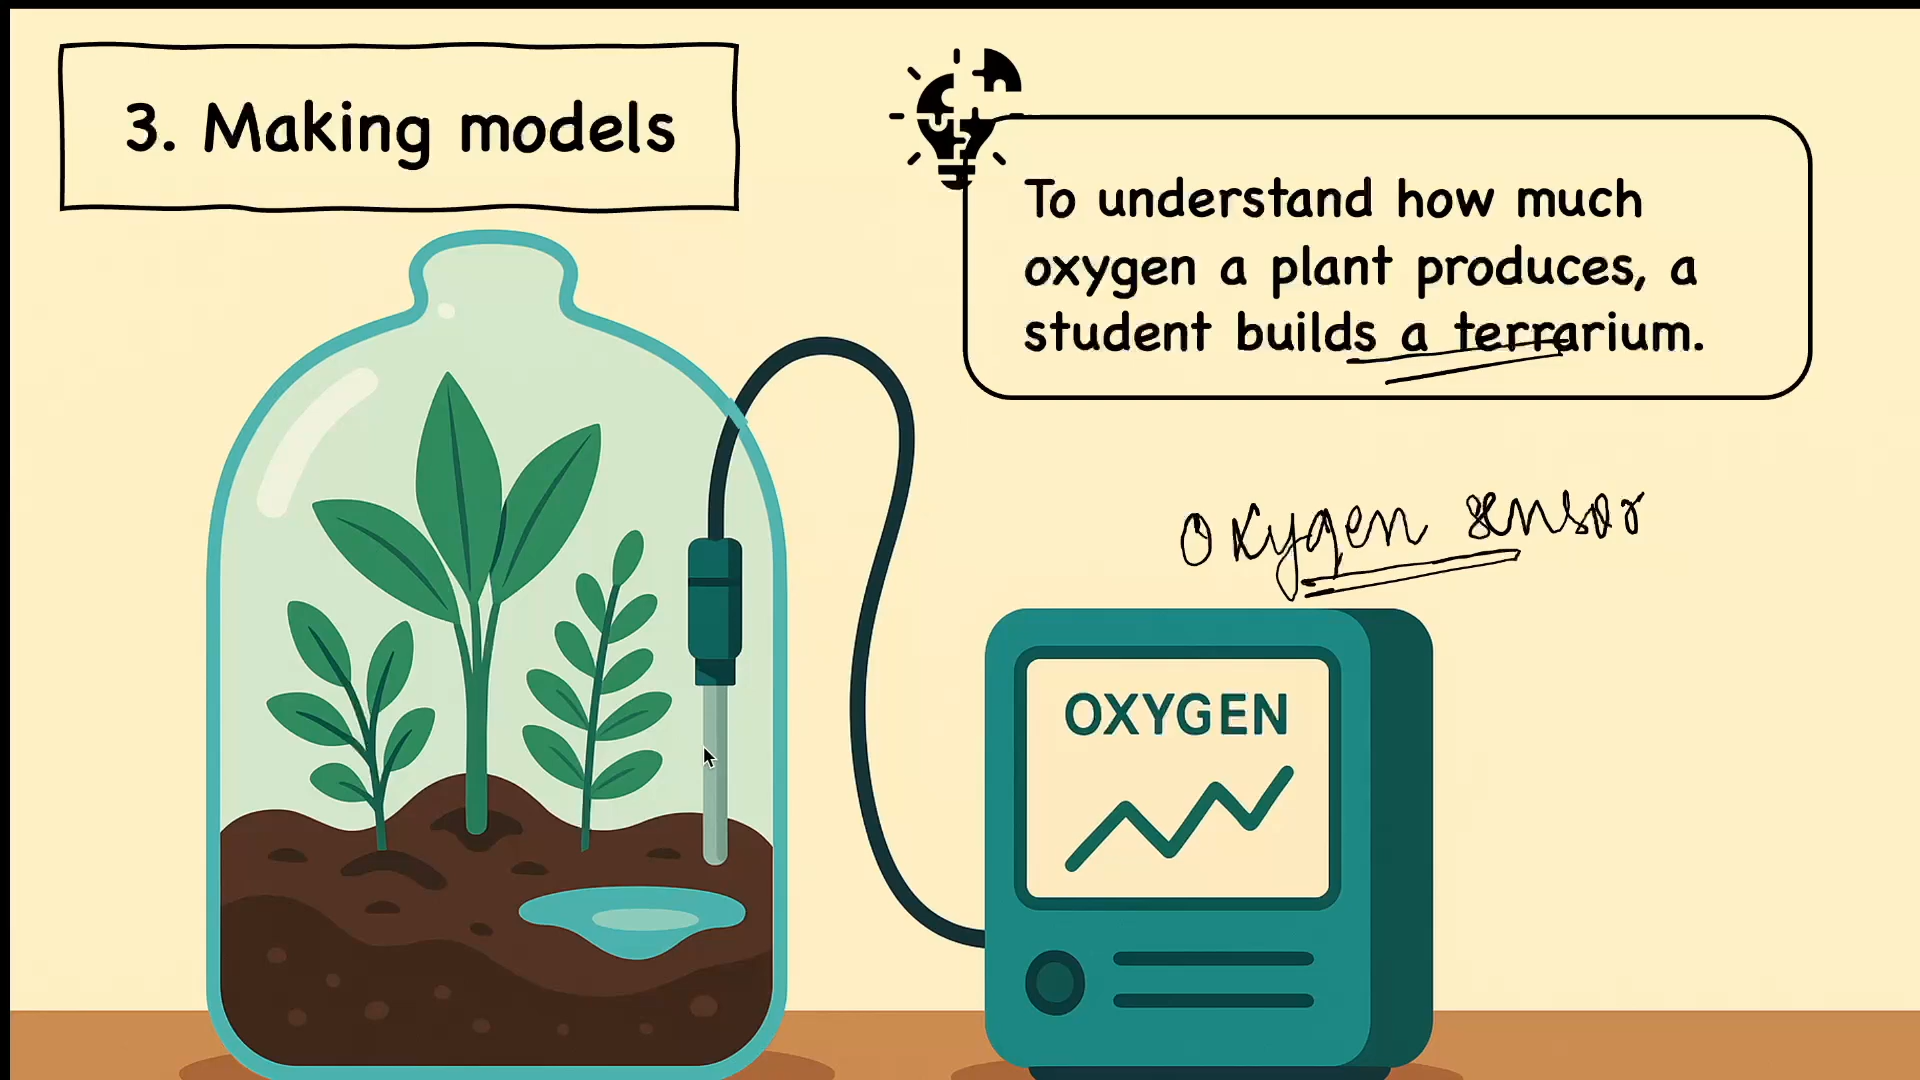 3. Making models
To understand how much
oxygen a plant produces, a
student builds a terrarium.
oxygen sensor
OXYGEN